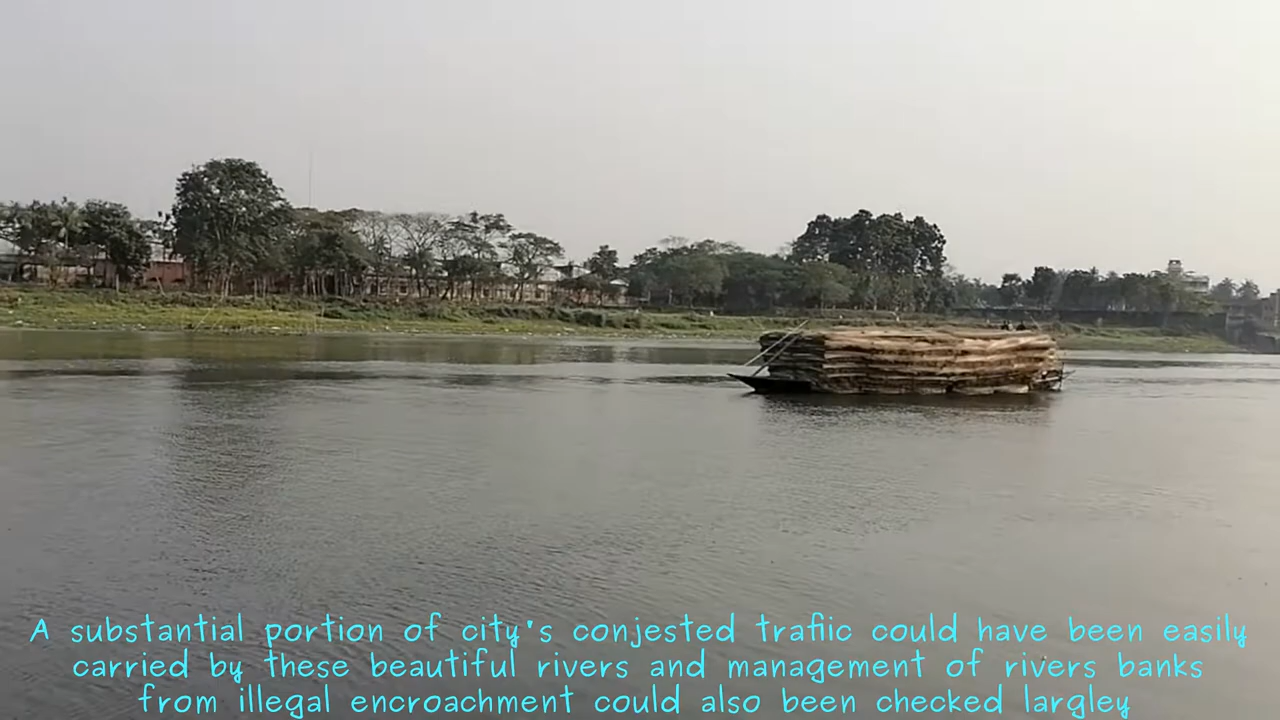 A substantial portion of city's conjested trafiic could have been easily
carried by these beautiful rivers and management of rivers banks
from illegal encroachment could also been checked largley